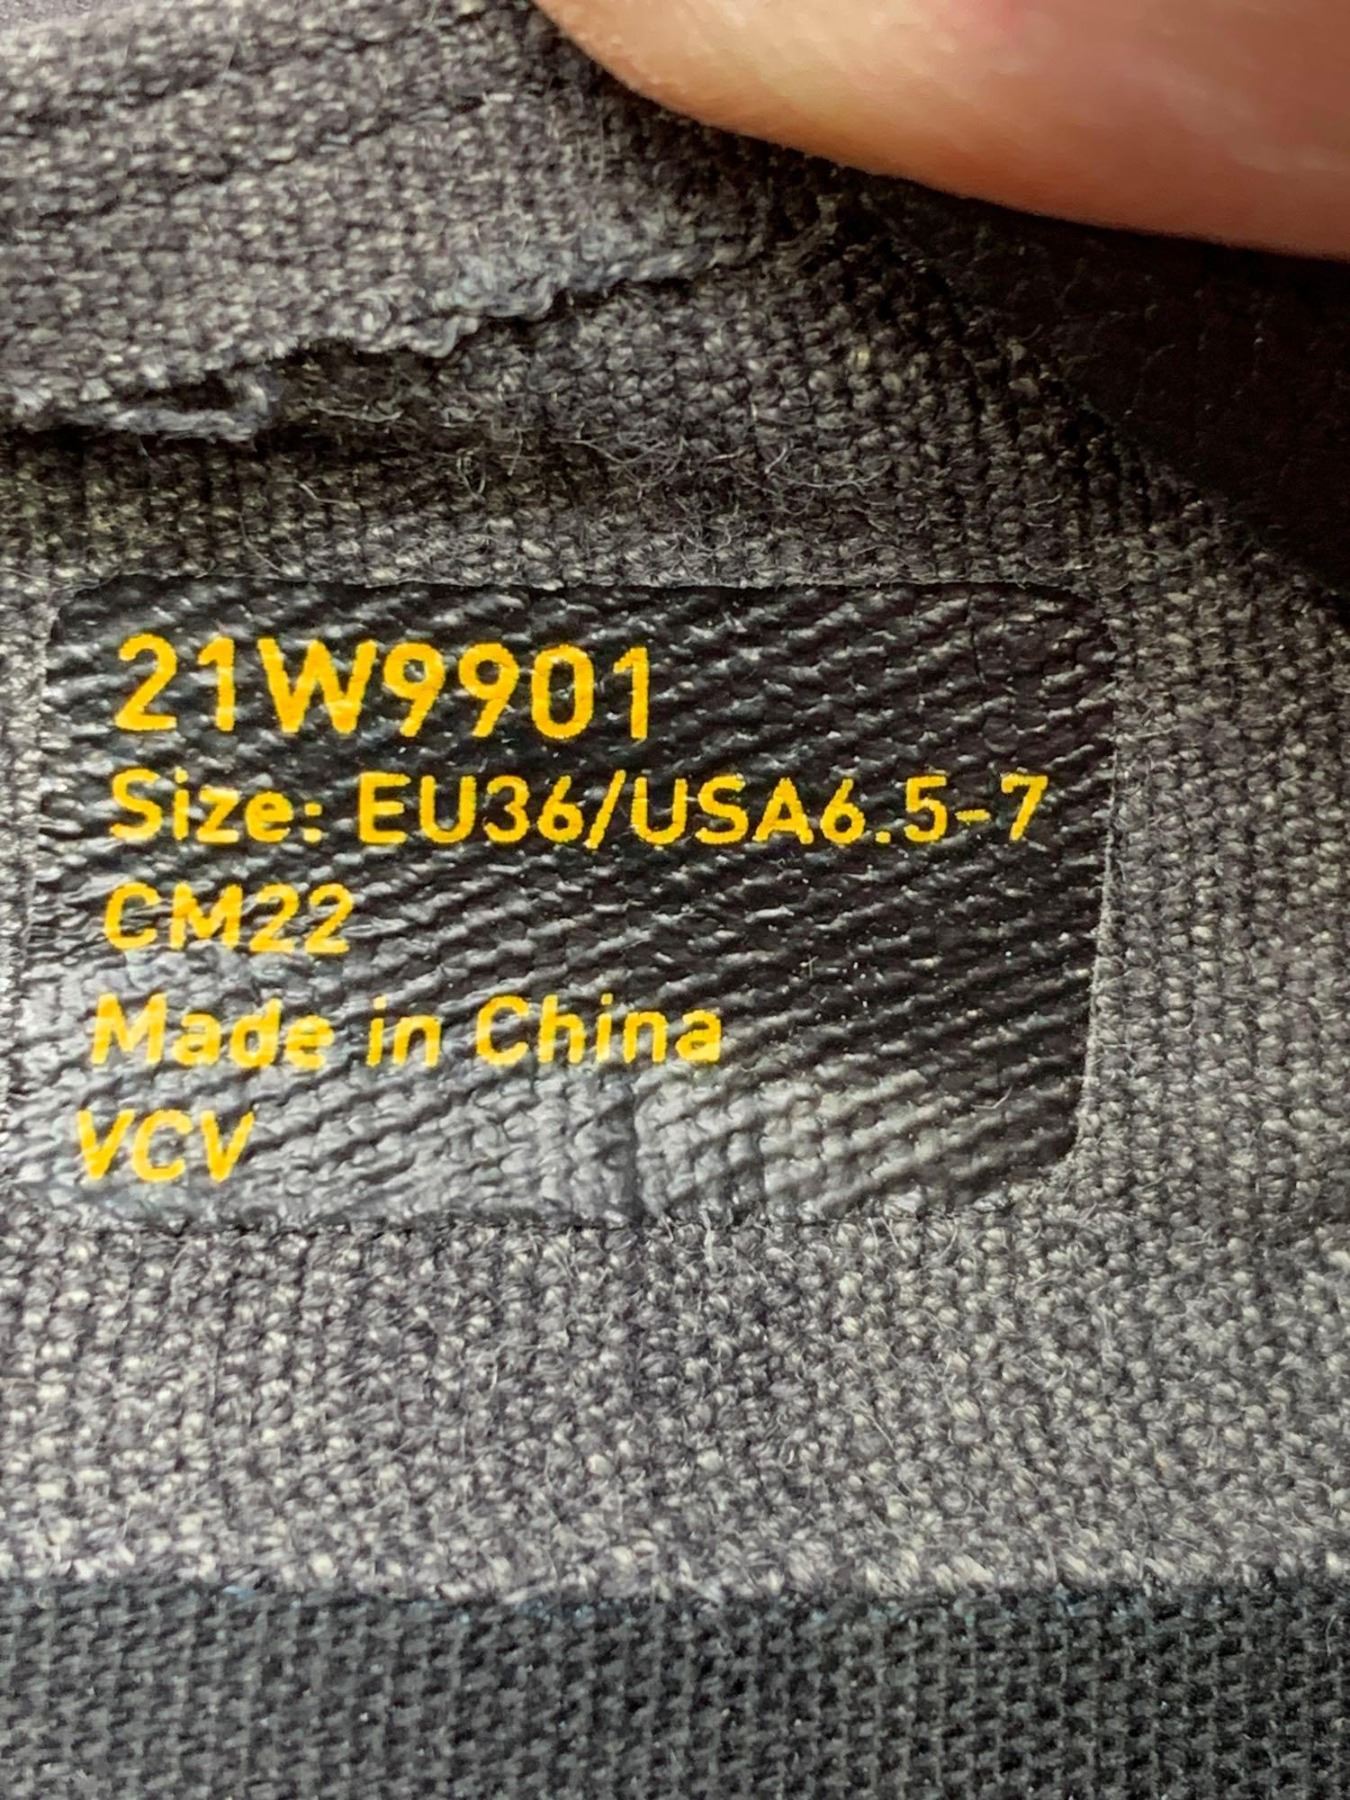 21W9901
Size: EU36/USA6.5-7
CM22
Made in China
VCV